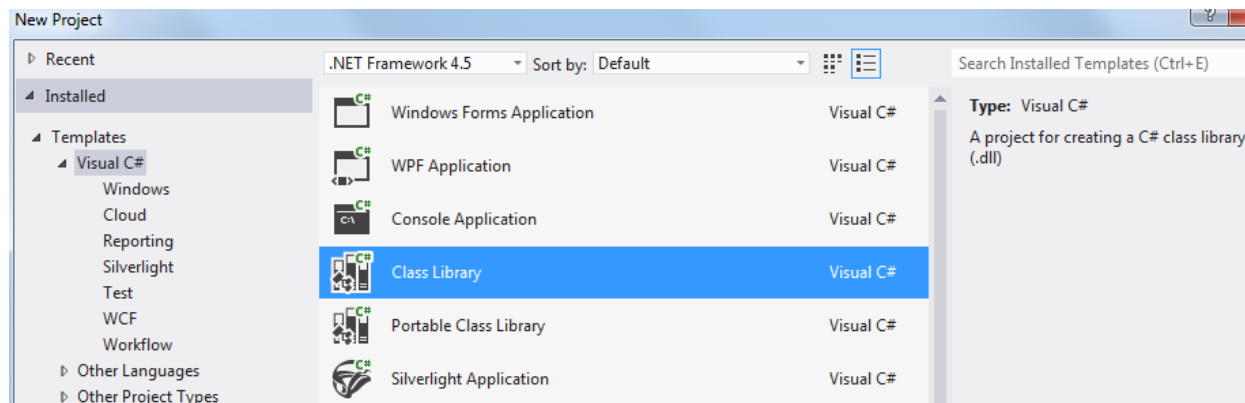 New Project
Recent
Installed
Templates
Visual C#
Windows
Cloud
Reporting
Silverlight
Test
WCF
Workflow
Other Languages
Other Project Types
.NET Framework 4.5 Sort by: Default
C# Windows Forms Application Visual C#
C# WPF Application Visual C#
C# C:\ Console Application Visual C#
C# Class Library Visual C#
C# Portable Class Library Visual C#
C# Silverlight Application Visual C#
Search Installed Templates (Ctrl+E)
Type: Visual C#
A project for creating a C# class library
(.dll)